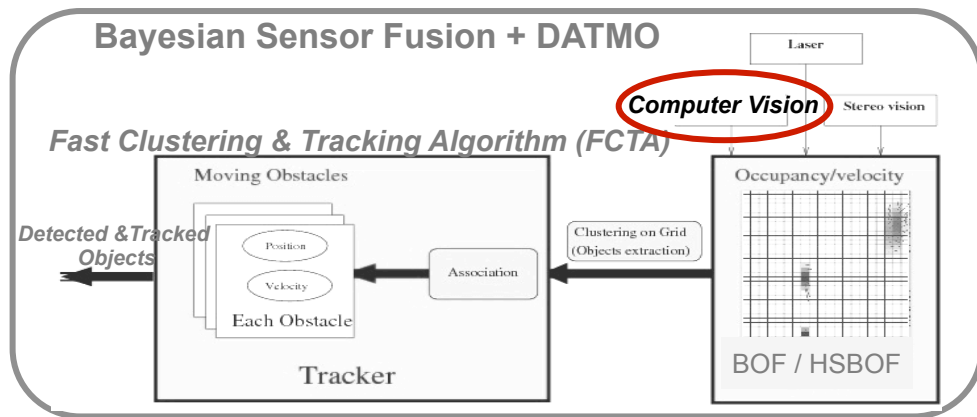 Bayesian Sensor Fusion + DATMO
Laser
Computer Vision
Stereo vision
Fast Clustering & Tracking Algorithm (FCTA)
Moving Obstacles
Occupancy/velocity
Detected &Tracked
Objects
Position
Velocity
Each Obstacle
Association
Clustering on Grid
(Objects extraction)
Tracker
BOF / HSBOF